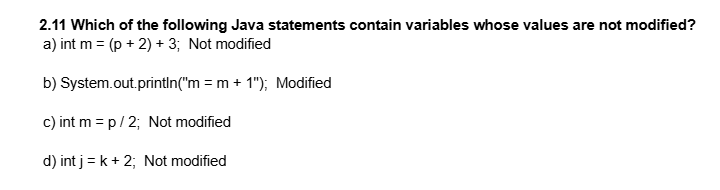 2.11 Which of the following Java statements contain variables whose values are not modified?
a) int m = (p + 2) + 3;  Not modified
b) System.out.println("m = m + 1");  Modified
c) int m = p / 2;  Not modified
d) int j = k + 2;  Not modified